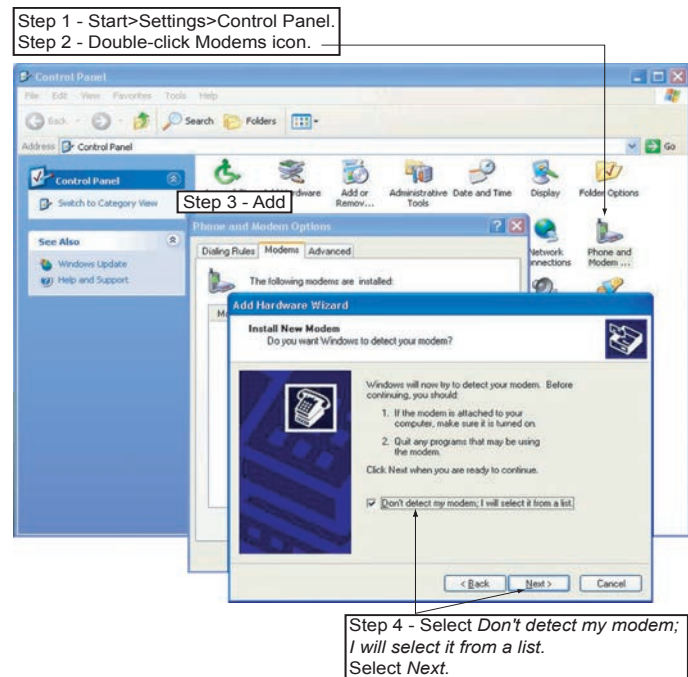 Step 1 - Start>Settings>Control Panel.
Step 2 - Double-click Modems icon.
Control Panel
File Edit View Favorites Tools Help
Back Search Folders
Address Control Panel Go
Control Panel
Switch to Category View
See Also
Windows Update
Help and Support
Add or Remov...
Administrative Tools
Date and Time
Display
Folder Options
Phone and Modem ...
Step 3 - Add
Phone and Modem Options
Dialing Rules Modems Advanced
The following modems are installed:
Add Hardware Wizard
Install New Modem
Do you want Windows to detect your modem?
Windows will now try to detect your modem. Before
continuing, you should:
1. If the modem is attached to your
computer, make sure it is turned on.
2. Quit any programs that may be using
the modem.
Click Next when you are ready to continue.
Don't detect my modem; I will select it from a list.
< Back Next > Cancel
Step 4 - Select Don't detect my modem;
I will select it from a list.
Select Next.